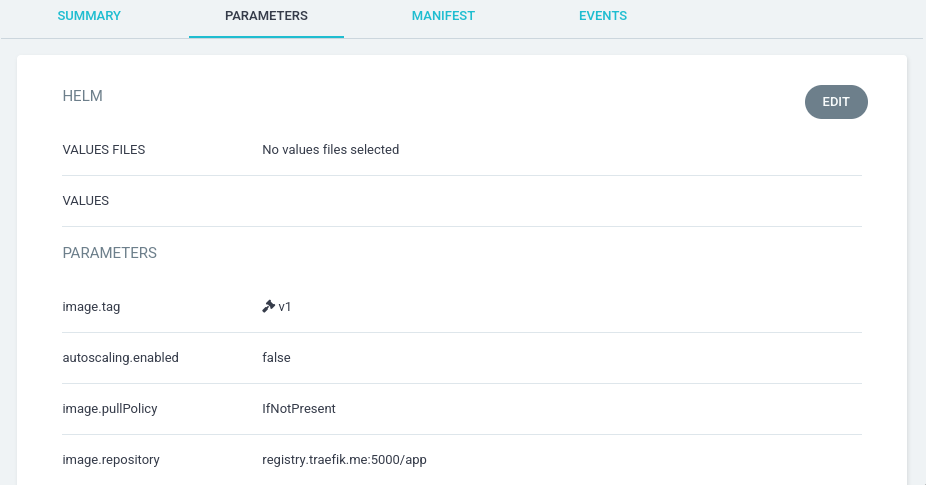 SUMMARY PARAMETERS MANIFEST EVENTS
HELM EDIT
VALUES FILES No values files selected
VALUES
PARAMETERS
image.tag v1
autoscaling.enabled false
image.pullPolicy IfNotPresent
image.repository registry.traefik.me:5000/app